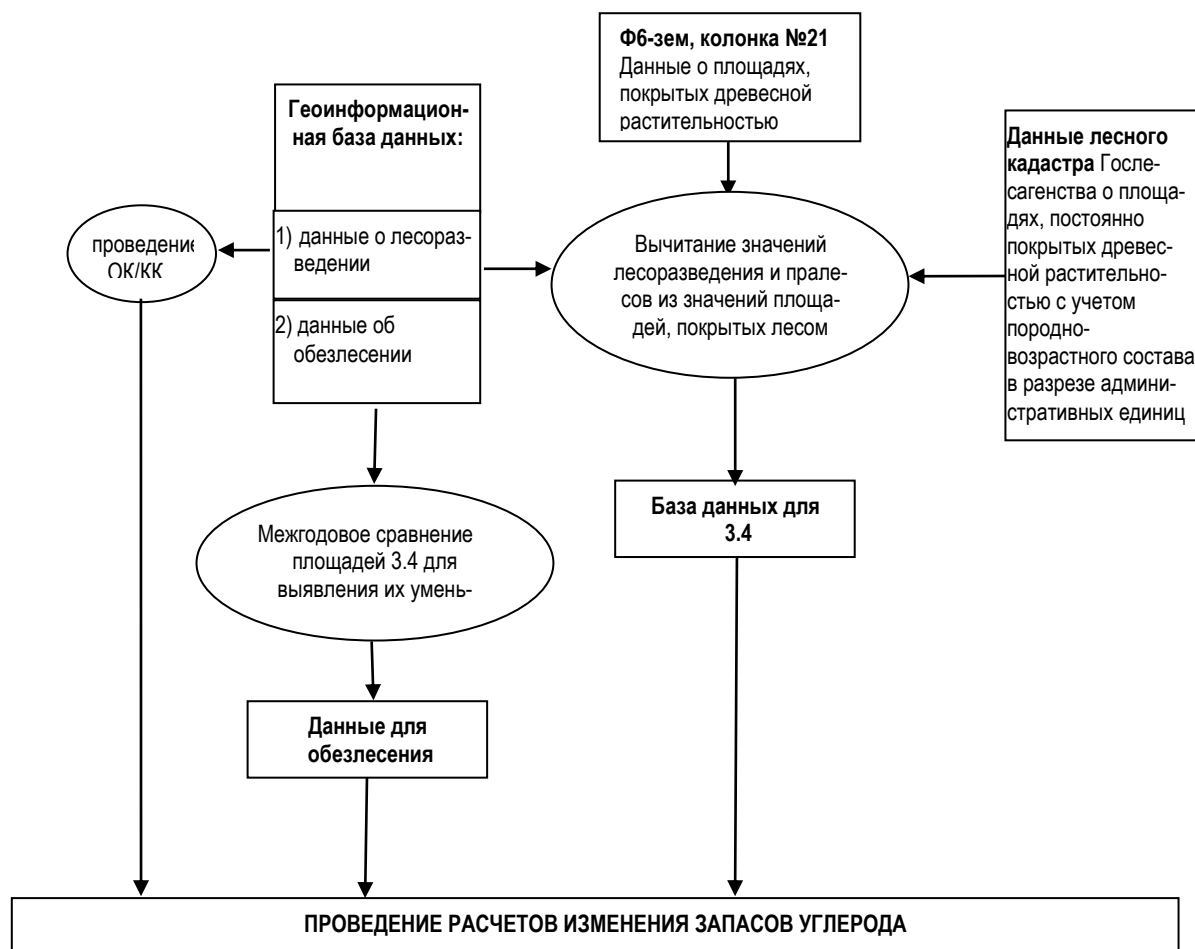 Ф6-зем, колонка №21
Данные о площадях,
покрытых древесной
растительностью
Геоинформацион-
ная база данных:
1) данные о лесораз-
ведении
2) данные об
обезлесении
проведение
ОК/КК
Вычитание значений
лесоразведения и прале-
сов из значений площа-
дей, покрытых лесом
Данные лесного
кадастра Госле-
сагенства о площа-
дях, постоянно
покрытых древес-
ной растительно-
стью с учетом
породно-
возрастного состава
в разрезе админи-
стративных единиц
Межгодовое сравнение
площадей 3.4 для
выявления их умень-
База данных для
3.4
Данные для
обезлесения
ПРОВЕДЕНИЕ РАСЧЕТОВ ИЗМЕНЕНИЯ ЗАПАСОВ УГЛЕРОДА